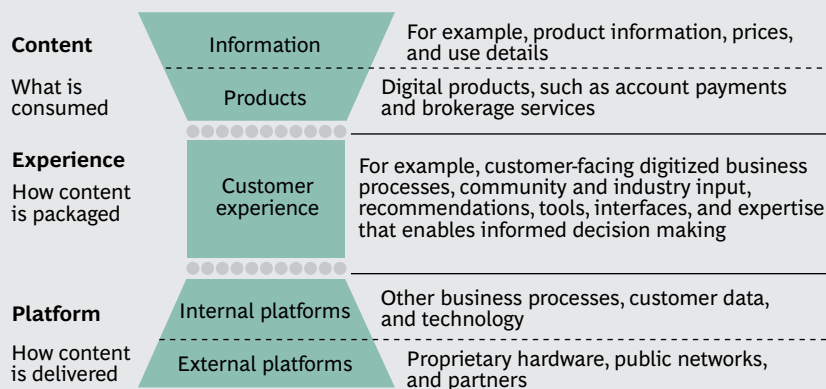 Content
Information
For example, product information, prices,
and use details
What is
consumed
Products
Digital products, such as account payments
and brokerage services
Experience
How content
is packaged
Customer
experience
For example, customer-facing digitized business
processes, community and industry input,
recommendations, tools, interfaces, and expertise
that enables informed decision making
Platform
Internal platforms
Other business processes, customer data,
and technology
How content
is delivered
External platforms
Proprietary hardware, public networks,
and partners